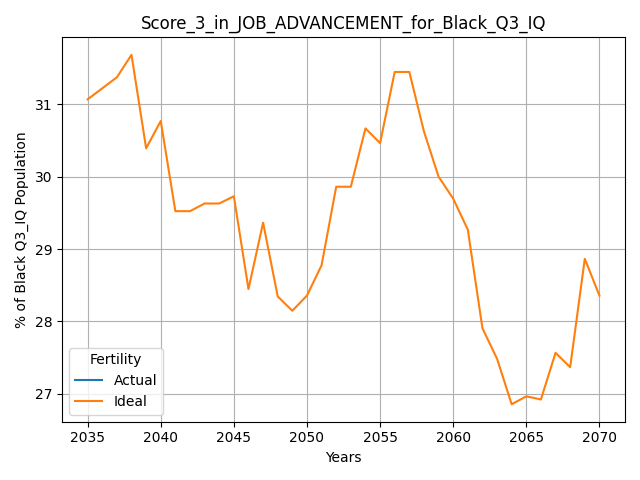 Score_3_in_JOB_ADVANCEMENT_for_Black_Q3_IQ
% of Black Q3_IQ Population
31
30
29
28
27
Fertility
Actual
Ideal
2035 2040 2045 2050 2055 2060 2065 2070
Years